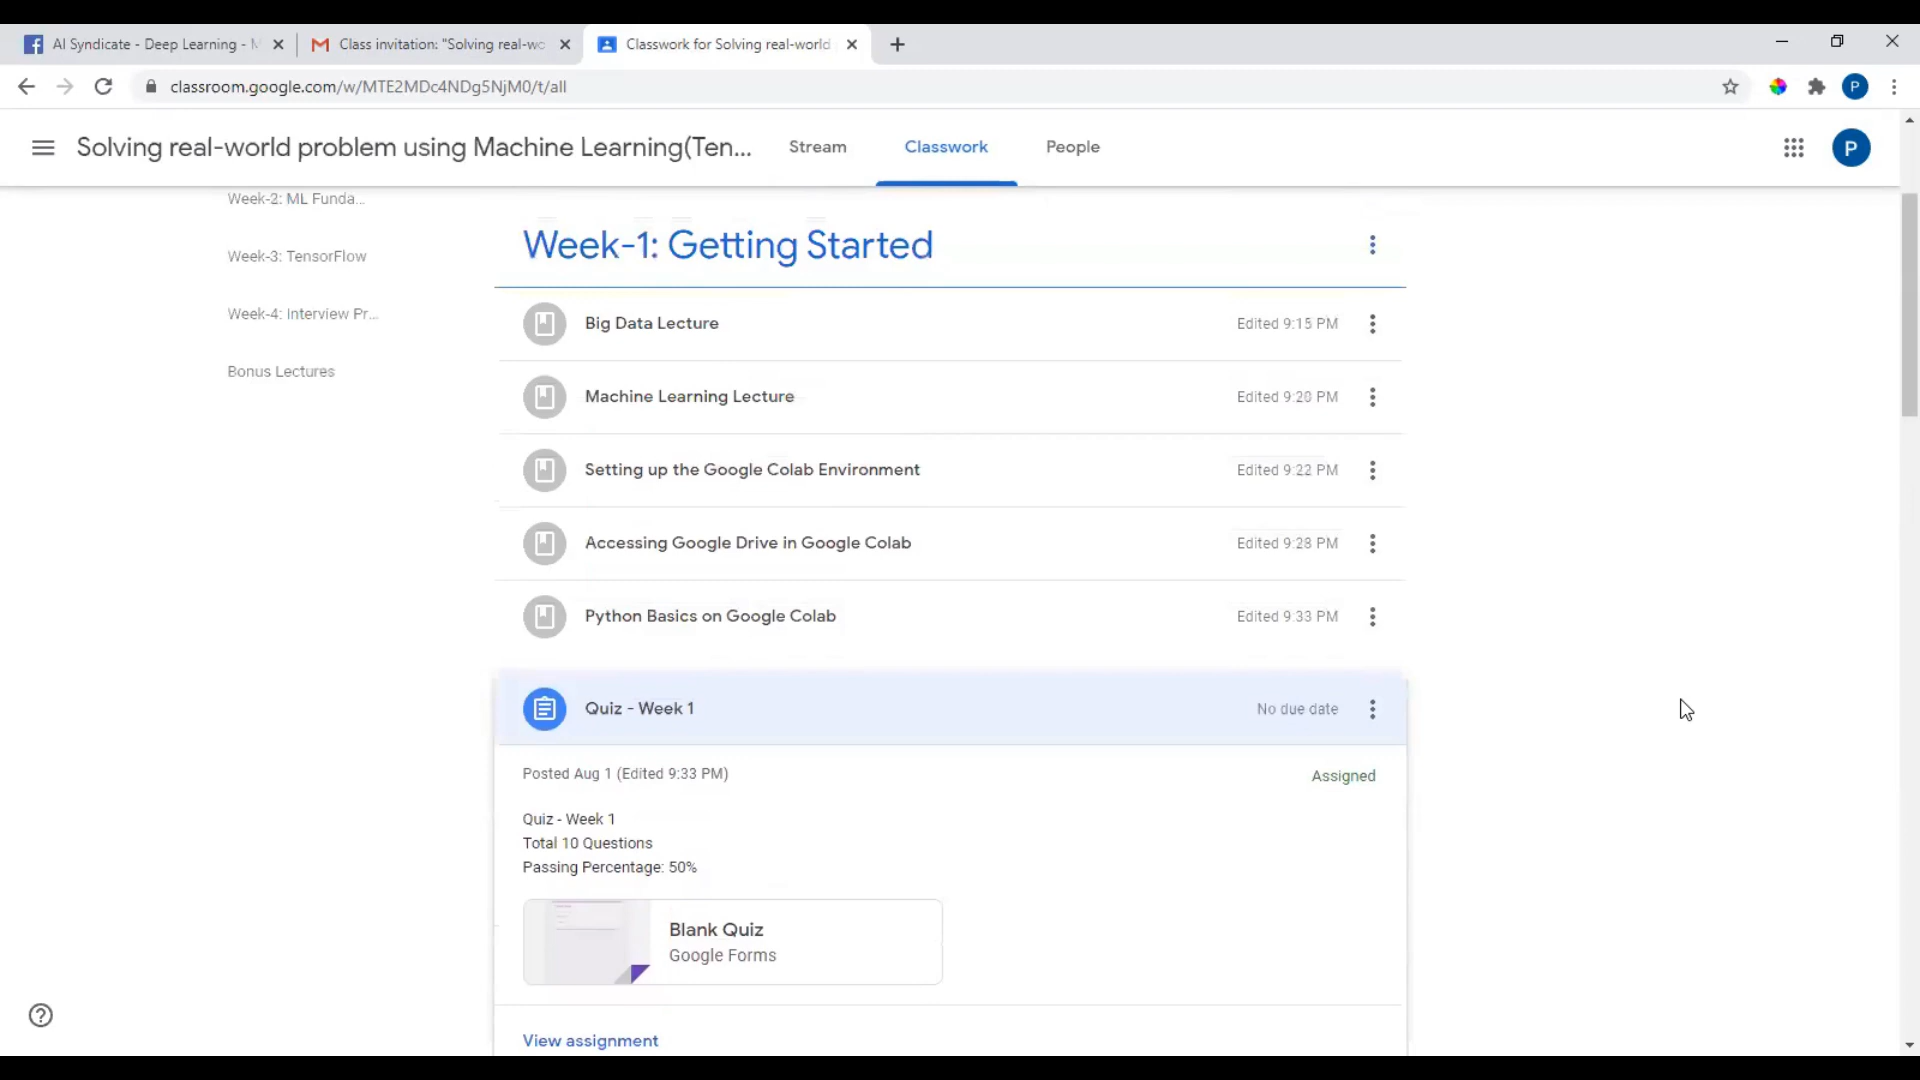 AI Syndicate - Deep Learning - M
Class invitation: "Solving real-wo
Classwork for Solving real-world
classroom.google.com/w/MTE2MDc4NDg5NjM0/t/all
P
Solving real-world problem using Machine Learning(Ten...
Stream
Classwork
People
P
Week-2: ML Funda...
Week-3: TensorFlow
Week-4: Interview Pr...
Bonus Lectures
Week-1: Getting Started
Big Data Lecture
Edited 9:15 PM
Machine Learning Lecture
Edited 9:20 PM
Setting up the Google Colab Environment
Edited 9:22 PM
Accessing Google Drive in Google Colab
Edited 9:28 PM
Python Basics on Google Colab
Edited 9:33 PM
Quiz - Week 1
No due date
Posted Aug 1 (Edited 9:33 PM)
Assigned
Quiz - Week 1
Total 10 Questions
Passing Percentage: 50%
Blank Quiz
Google Forms
View assignment